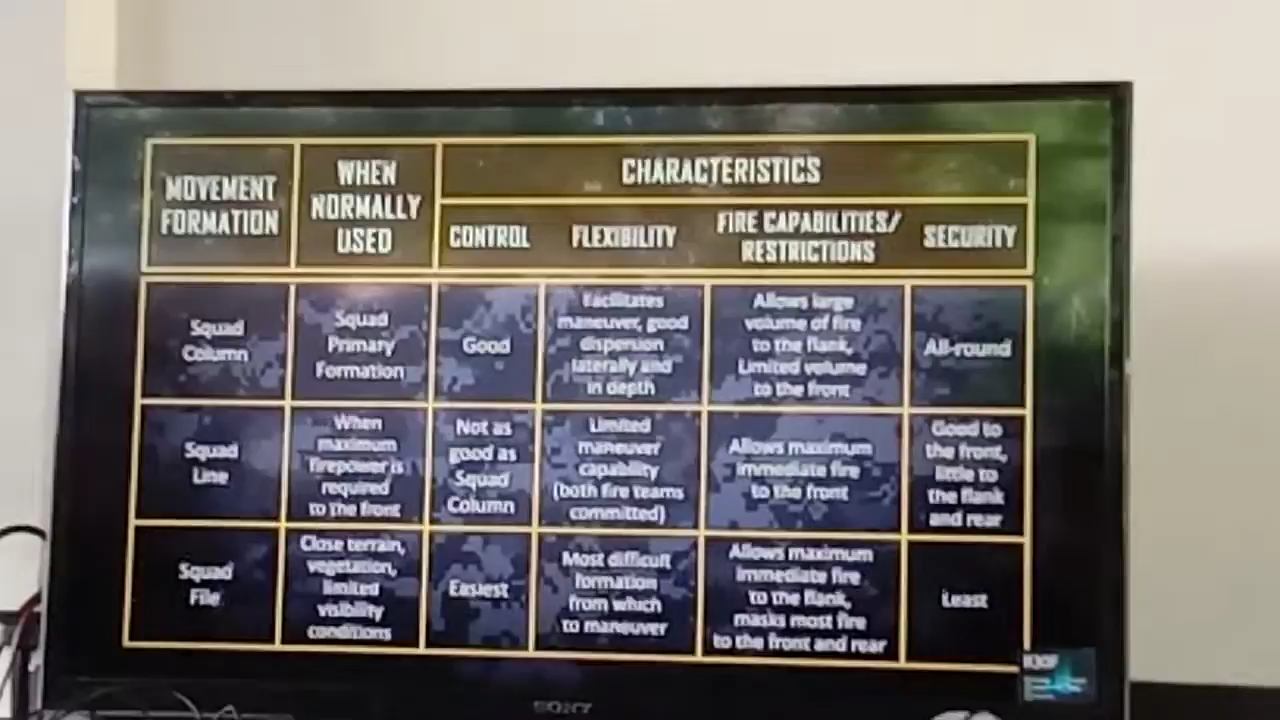 MOVEMENT
FORMATION
WHEN
NORMALLY
USED
CHARACTERISTICS
CONTROL
FLEXIBILITY
FIRE CAPABILITIES/
RESTRICTIONS
SECURITY
Squad
Column
Squad
Primary
Formation
Good
Facilitates
maneuver, good
dispersion
laterally and
in depth
Allows large
volume of fire
to the flank,
Limited volume
to the front
All-round
Squad
Line
When
maximum
firepower is
required
to the front
Not as
good as
Squad
Column
Limited
maneuver
capability
(both fire teams
committed)
Allows maximum
immediate fire
to the front
Good to
the front,
little to
the flank
and rear
Squad
File
Close terrain,
vegetation,
limited
visibility
conditions
Easiest
Most difficult
formation
from which
to maneuver
Allows maximum
immediate fire
to the flank,
masks most fire
to the front and rear
Least
SONY